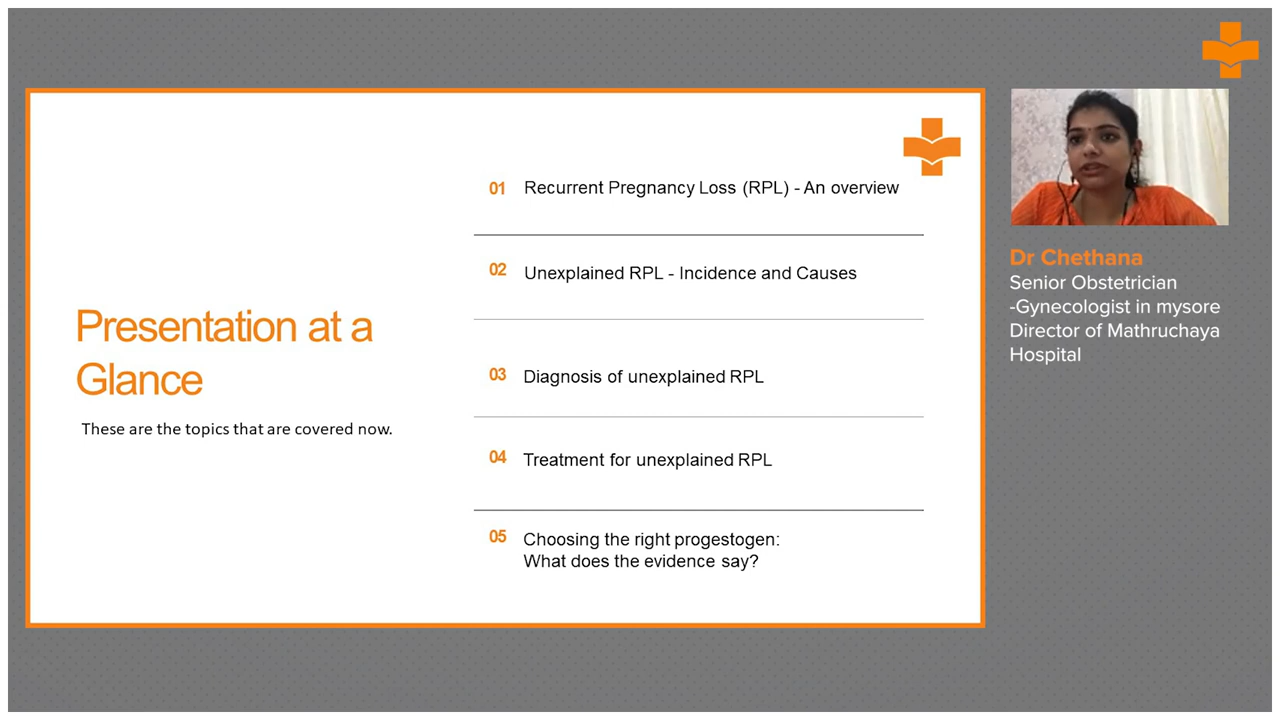 Presentation at a
Glance
These are the topics that are covered now.
01 Recurrent Pregnancy Loss (RPL) - An overview
02 Unexplained RPL - Incidence and Causes
03 Diagnosis of unexplained RPL
04 Treatment for unexplained RPL
05 Choosing the right progestogen:
What does the evidence say?
Dr Chethana
Senior Obstetrician
-Gynecologist in mysore
Director of Mathruchaya
Hospital